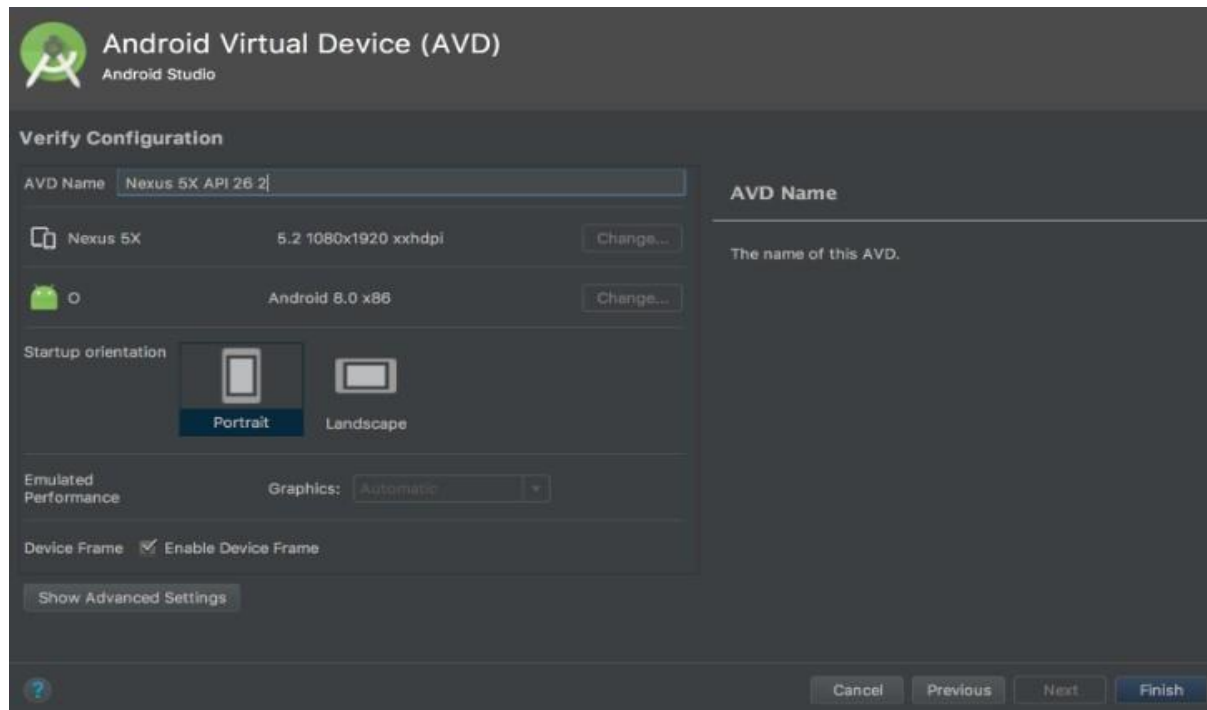 Android Virtual Device (AVD)
Android Studio
Verify Configuration
AVD Name Nexus 5X API 26 2
AVD Name
The name of this AVD.
Nexus 5X 5.2 1080x1920 xxhdpi Change...
O Android 8.0 x86 Change...
Startup orientation
Portrait Landscape
Emulated
Performance
Graphics: Automatic
Device Frame Enable Device Frame
Show Advanced Settings
? Cancel Previous Next Finish